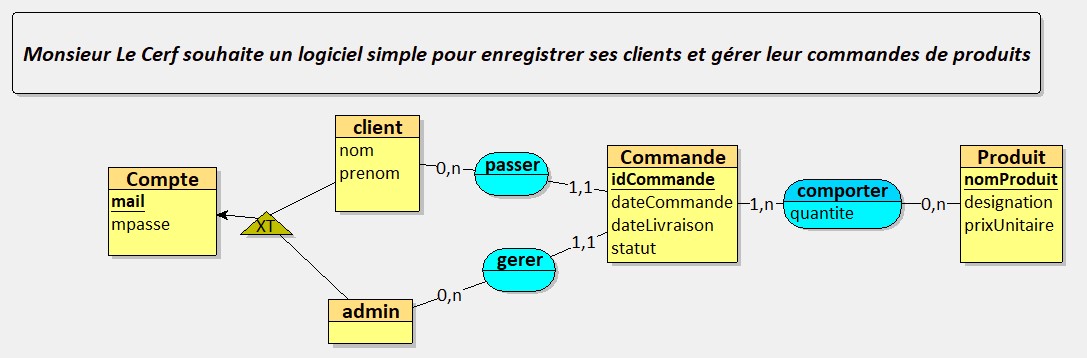 Monsieur Le Cerf souhaite un logiciel simple pour enregistrer ses clients et gérer leur commandes de produits
Compte
mail
mpasse
XT
client
nom
prenom
admin
0,n
passer
1,1
0,n
gerer
1,1
Commande
idCommande
dateCommande
dateLivraison
statut
1,n
comporter
quantite
0,n
Produit
nomProduit
designation
prixUnitaire